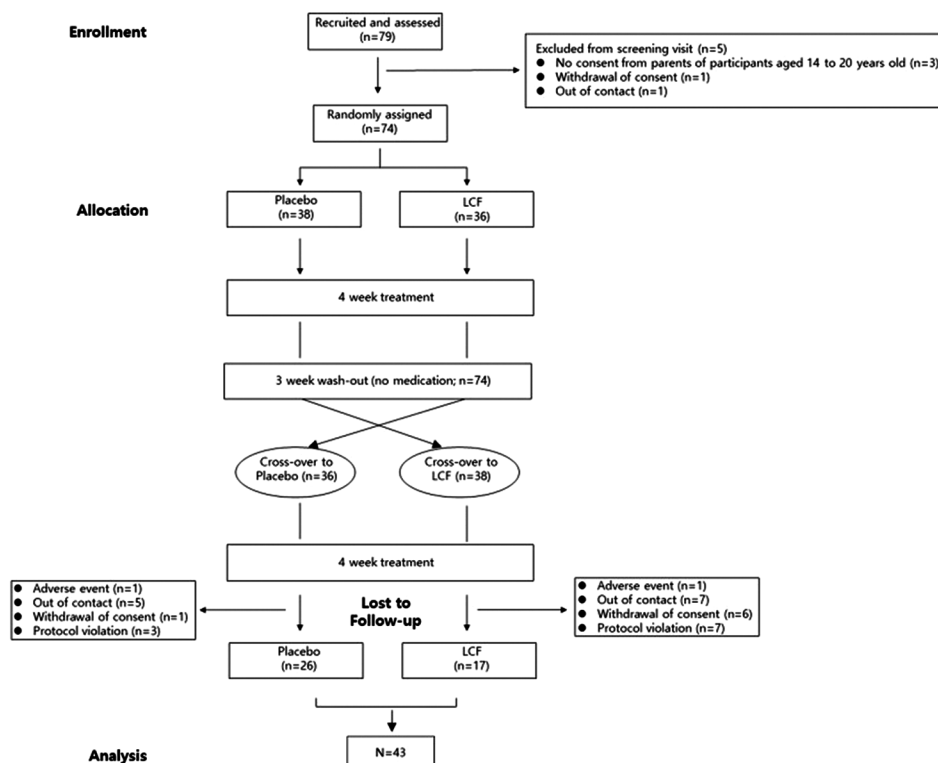 Enrollment
Recruited and assessed
(n=79)
Excluded from screening visit (n=5)
● No consent from parents of participants aged 14 to 20 years old (n=3)
● Withdrawal of consent (n=1)
● Out of contact (n=1)
Randomly assigned
(n=74)
Allocation
Placebo
(n=38)
LCF
(n=36)
4 week treatment
3 week wash-out (no medication; n=74)
Cross-over to
Placebo (n=36)
Cross-over to
LCF (n=38)
4 week treatment
● Adverse event (n=1)
● Out of contact (n=5)
● Withdrawal of consent (n=1)
● Protocol violation (n=3)
Lost to
Follow-up
● Adverse event (n=1)
● Out of contact (n=7)
● Withdrawal of consent (n=6)
● Protocol violation (n=7)
Placebo
(n=26)
LCF
(n=17)
Analysis
N=43